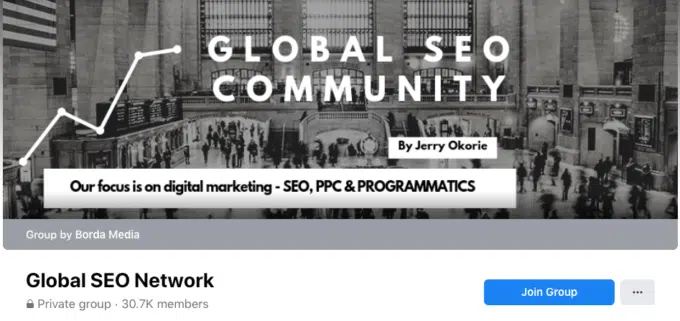 GLOBAL SEO
COMMUNITY
By Jerry Okorie
Our focus is on digital marketing - SEO, PPC & PROGRAMMATICS
Group by Borda Media
Global SEO Network
Private group · 30.7K members
Join Group